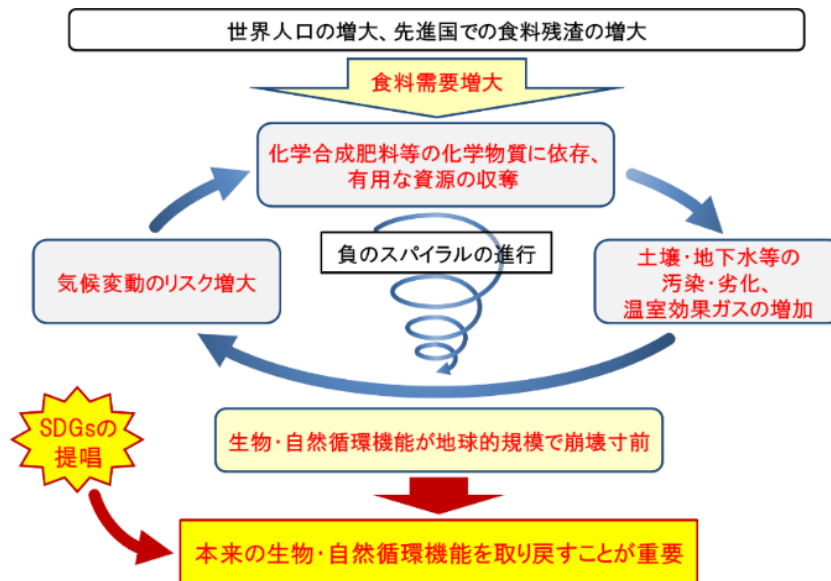 世界人口の増大、先進国での食料残渣の増大
食料需要増大
化学合成肥料等の化学物質に依存、
有用な資源の収奪
負のスパイラルの進行
気候変動のリスク増大
土壌・地下水等の
汚染・劣化、
温室効果ガスの増加
SDGsの
提唱
生物・自然循環機能が地球的規模で崩壊寸前
本来の生物・自然循環機能を取り戻すことが重要